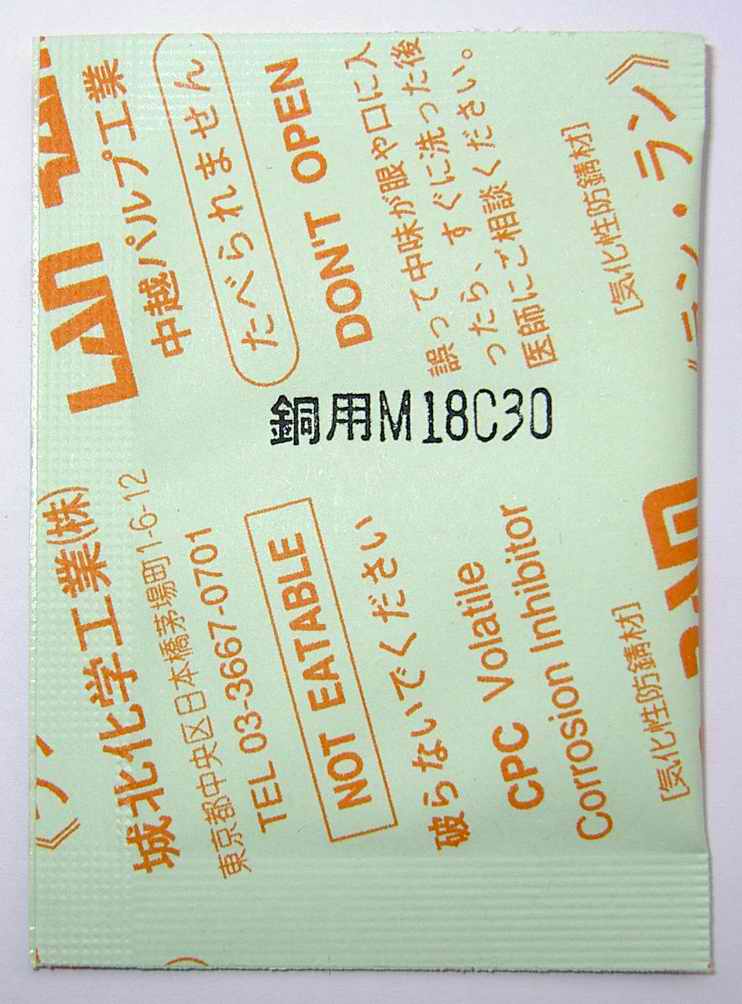 LAN
中越パルプ工業
たべられません
DON'T OPEN
誤って中味が眼や口に入
ったら、すぐに洗った後
医師にご相談ください。
[気化性防錆材]
《ラン・ラン》
銅用M18C30
城北化学工業(株)
東京都中央区日本橋茅場町1-6-12
TEL 03-3667-0701
NOT EATABLE
破らないでください
CPC Volatile
Corrosion Inhibitor
[気化性防錆材]